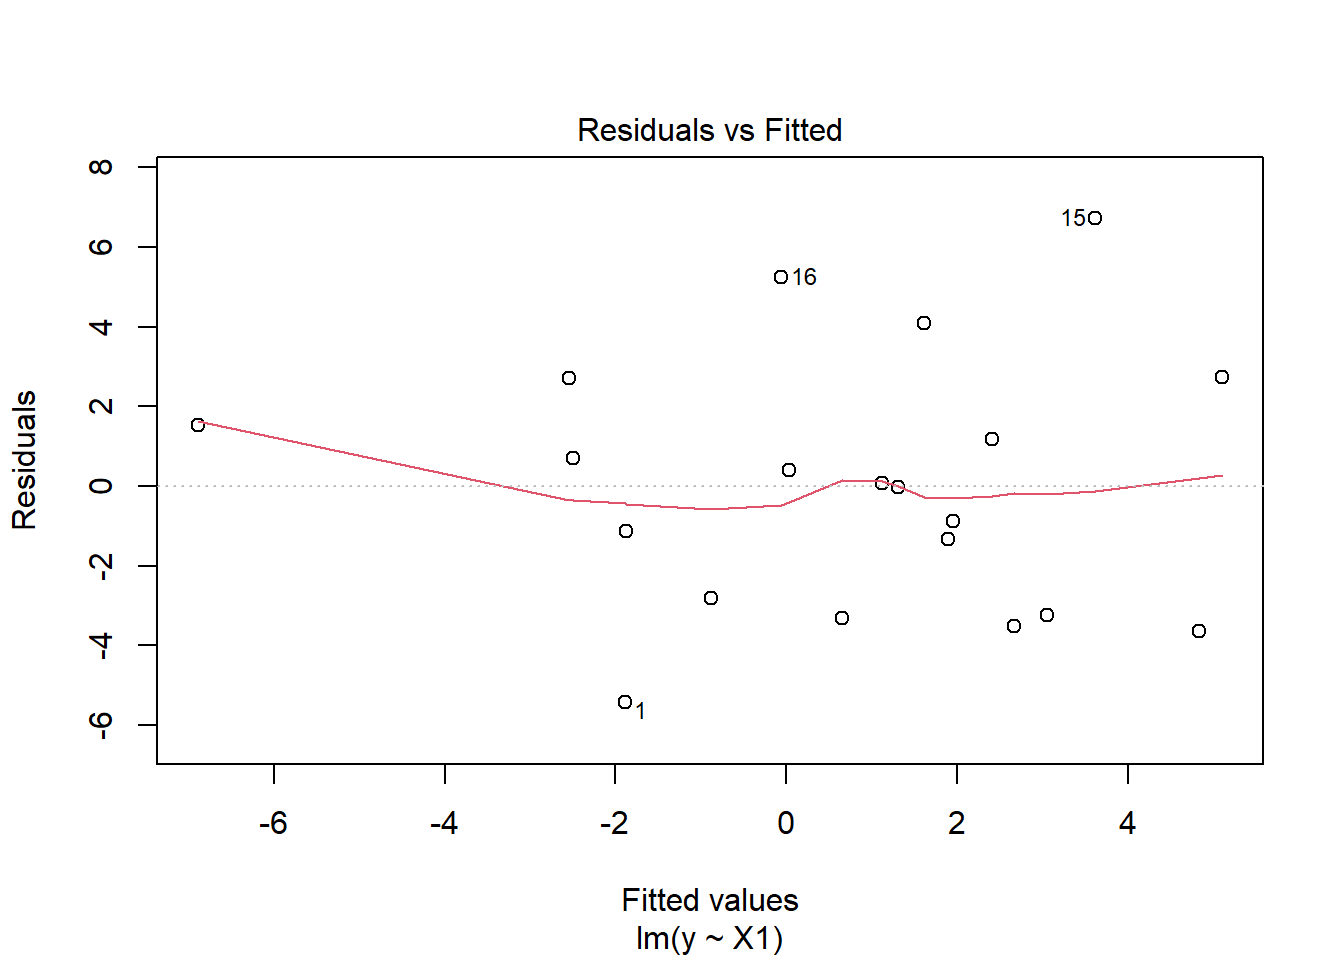 Residuals vs Fitted
8
6
4
2
0
-2
-4
-6
Residuals
15
16
1
-6 -4 -2 0 2 4
Fitted values
lm(y ~ X1)